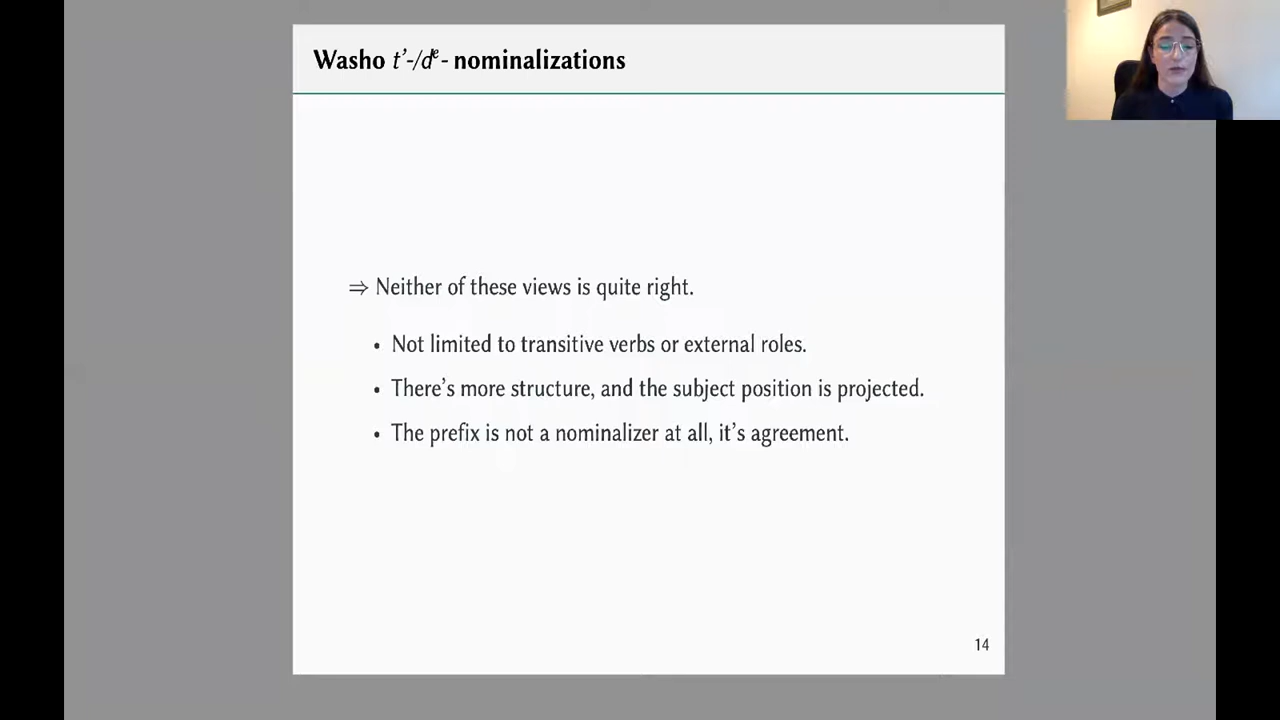 Washo t’-/dᵉ- nominalizations
⇒ Neither of these views is quite right.
• Not limited to transitive verbs or external roles.
• There’s more structure, and the subject position is projected.
• The prefix is not a nominalizer at all, it’s agreement.
14